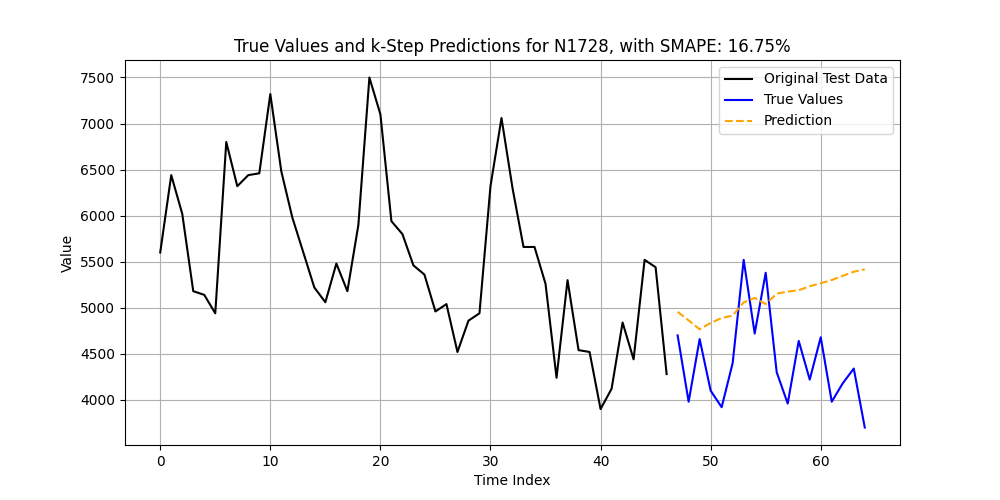 True Values and k-Step Predictions for N1728, with SMAPE: 16.75%
Original Test Data
True Values
Prediction
Value
7500
7000
6500
6000
5500
5000
4500
4000
0 10 20 30 40 50 60
Time Index